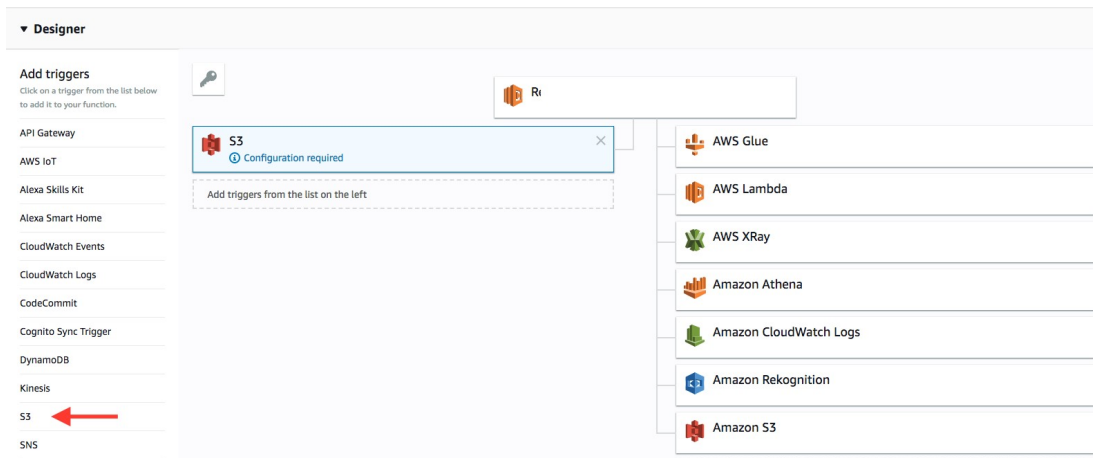 Designer
Add triggers
Click on a trigger from the list below
to add it to your function.
API Gateway
AWS IoT
Alexa Skills Kit
Alexa Smart Home
CloudWatch Events
CloudWatch Logs
CodeCommit
Cognito Sync Trigger
DynamoDB
Kinesis
S3
SNS
S3
Configuration required
Add triggers from the list on the left
AWS Glue
AWS Lambda
AWS XRay
Amazon Athena
Amazon CloudWatch Logs
Amazon Rekognition
Amazon S3